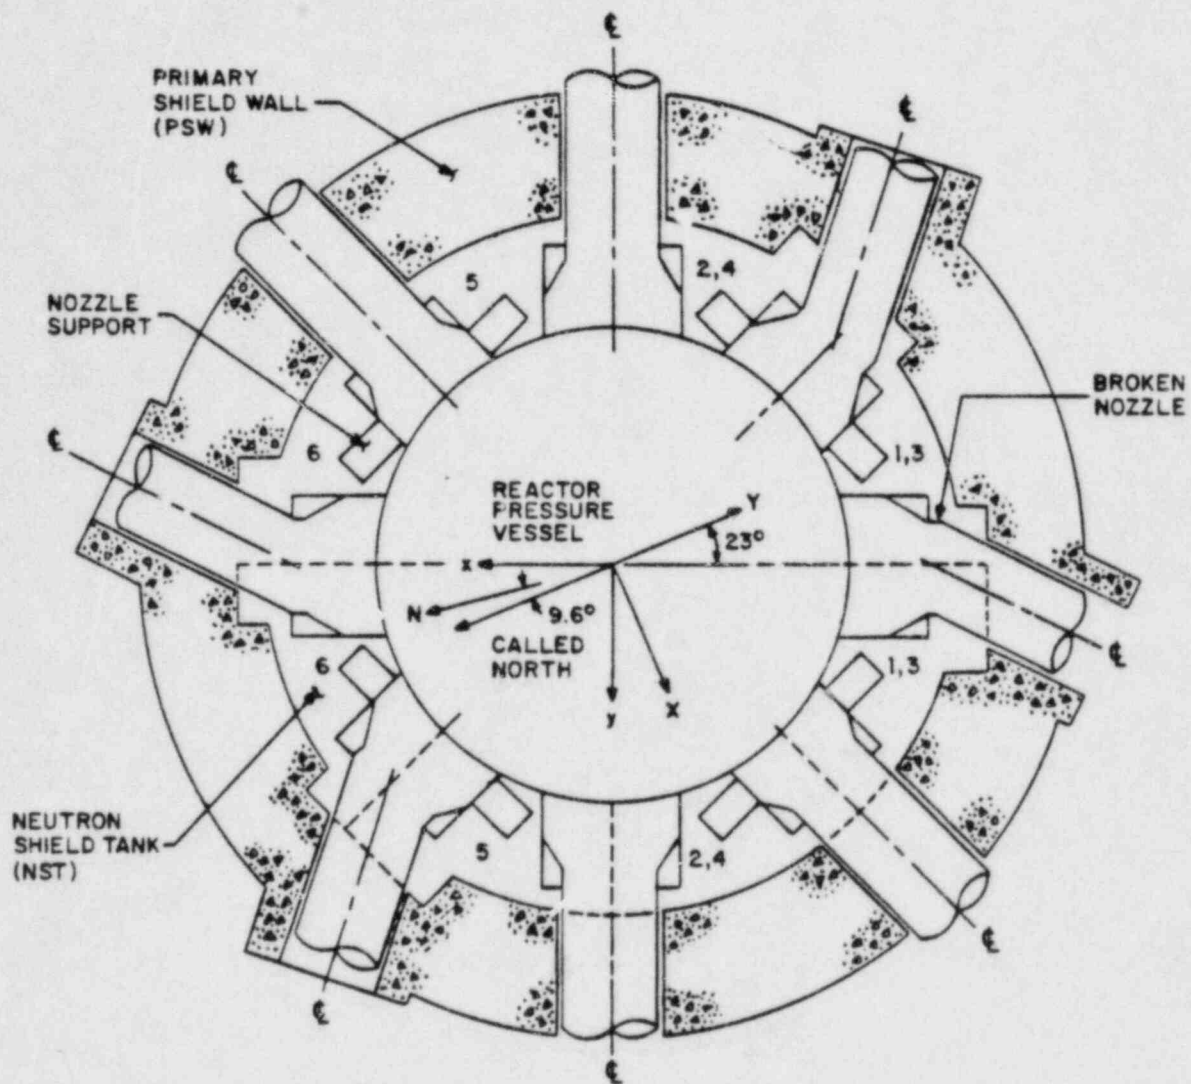 ℄
PRIMARY
SHIELD WALL
(PSW)
℄
℄
5
2,4
NOZZLE
SUPPORT
BROKEN
NOZZLE
℄
6
1,3
REACTOR
PRESSURE
VESSEL
Y
23°
x
N
9.6°
CALLED
NORTH
y
X
℄
6
1,3
NEUTRON
SHIELD TANK
(NST)
5
2,4
℄
℄
℄